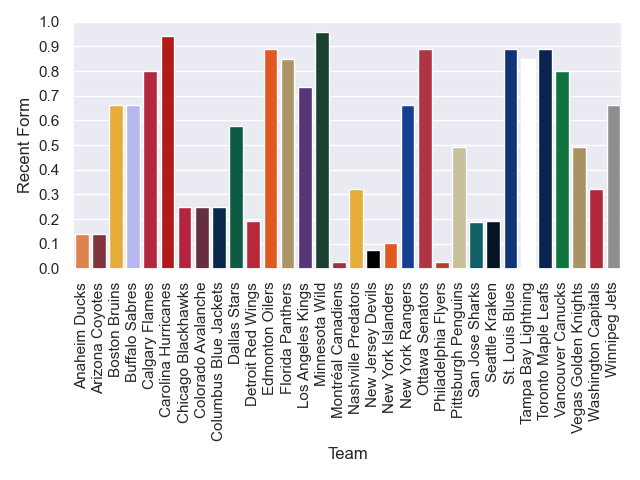 1.0
0.9
0.8
0.7
0.6
0.5
0.4
0.3
0.2
0.1
0.0
Recent Form
Anaheim Ducks
Arizona Coyotes
Boston Bruins
Buffalo Sabres
Calgary Flames
Carolina Hurricanes
Chicago Blackhawks
Colorado Avalanche
Columbus Blue Jackets
Dallas Stars
Detroit Red Wings
Edmonton Oilers
Florida Panthers
Los Angeles Kings
Minnesota Wild
Montréal Canadiens
Nashville Predators
New Jersey Devils
New York Islanders
New York Rangers
Ottawa Senators
Philadelphia Flyers
Pittsburgh Penguins
San Jose Sharks
Seattle Kraken
St. Louis Blues
Tampa Bay Lightning
Toronto Maple Leafs
Vancouver Canucks
Vegas Golden Knights
Washington Capitals
Winnipeg Jets
Team